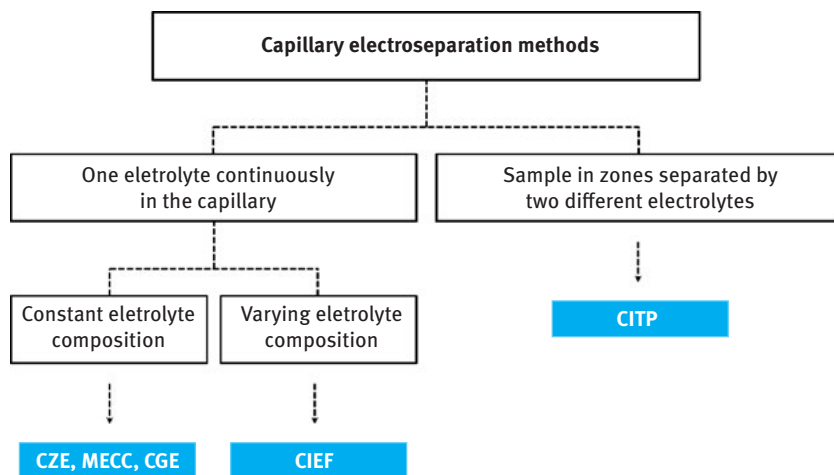 Capillary electroseparation methods
One eletrolyte continuously
in the capillary
Sample in zones separated by
two different electrolytes
Constant eletrolyte
composition
Varying eletrolyte
composition
CITP
CZE, MECC, CGE
CIEF